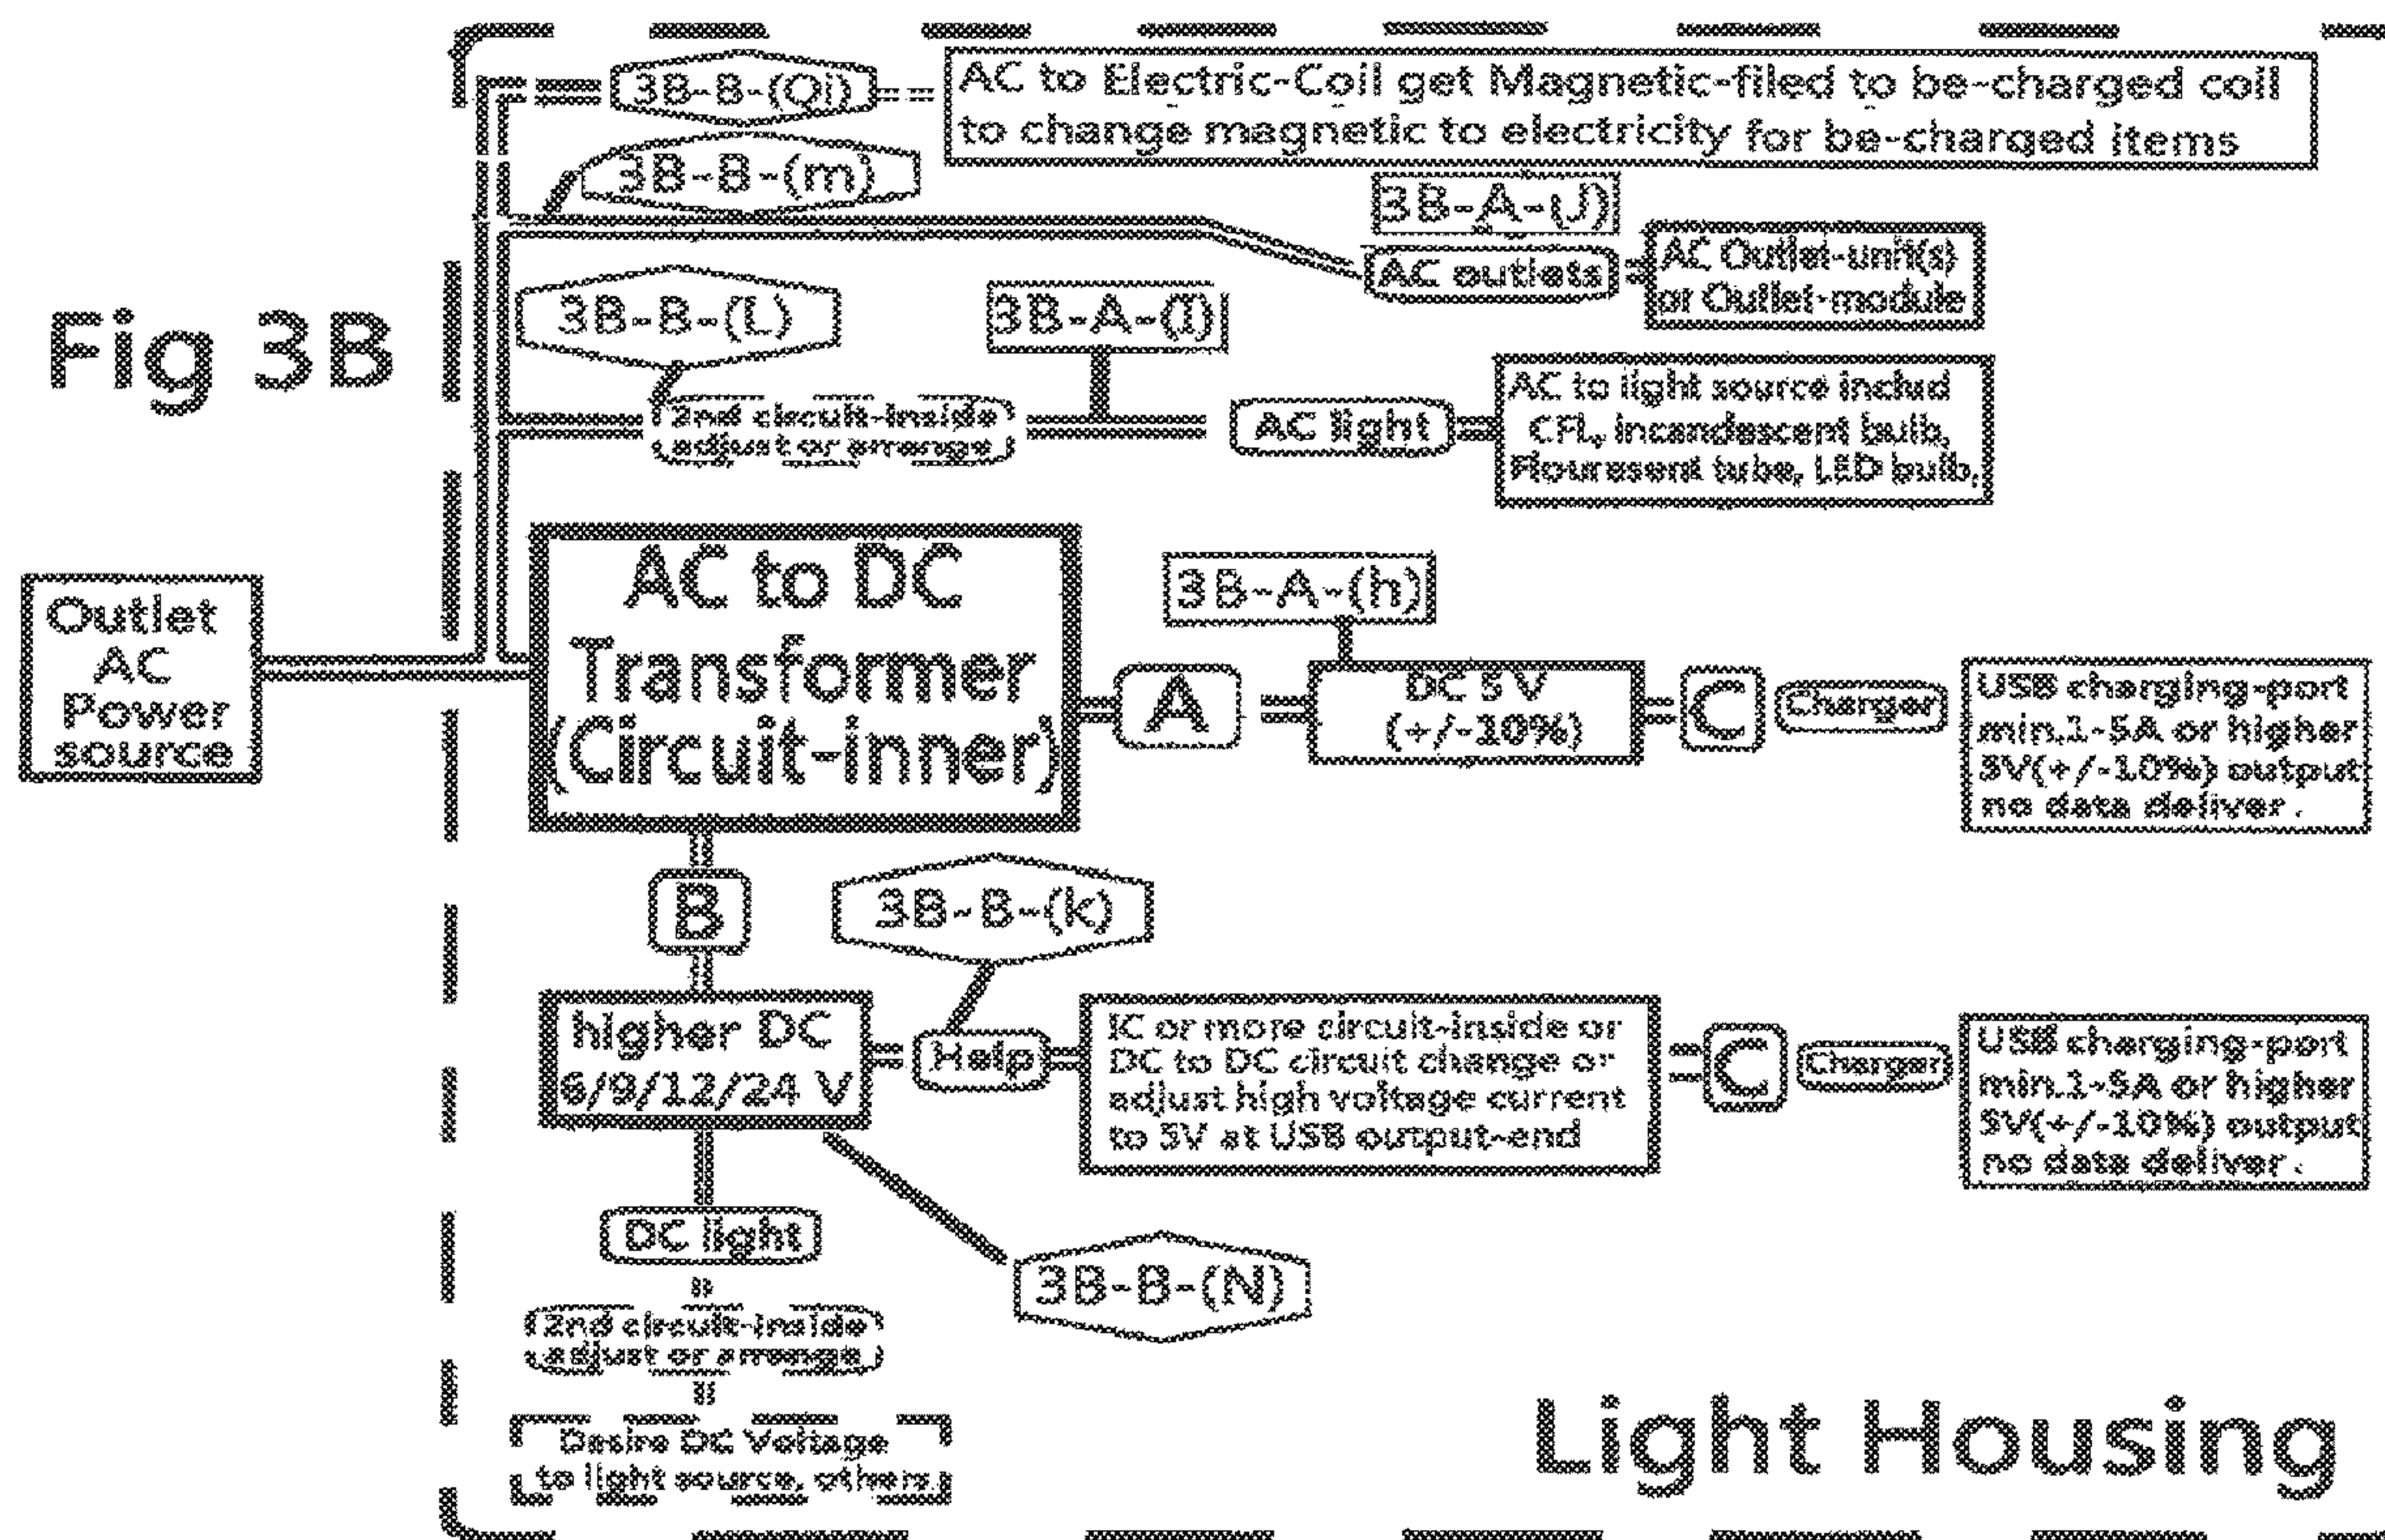 3B-B-(Qi)
AC to Electric-Coil get Magnetic-filed to be-charged coil
to change magnetic to electricity for be-charged items
3B-B-(m)
3B-A-(J)
AC outlets
AC Outlet-unit(s)
or Outlet-module
Fig 3B
3B-B-(L)
3B-A-(I)
2nd circuit-inside
adjust or arrange
AC light
AC to light source includ
CFL, incandescent bulb,
Flouresent tube, LED bulb,
Outlet
AC
Power
source
AC to DC
Transformer
(Circuit-inner)
3B-A-(h)
A
DC 5 V
(+/-10%)
C
Charger
USB charging-port
min.1-5A or higher
5V(+/-10%) output
no data deliver.
B
3B-B-(k)
higher DC
6/9/12/24 V
Help
IC or more circuit-inside or
DC to DC circuit change or
adjust high voltage current
to 5V at USB output-end
C
Charger
USB charging-port
min.1-5A or higher
5V(+/-10%) output
no data deliver.
DC light
3B-B-(N)
2nd circuit-inside
adjust or arrange
Desire DC Voltage
to light source, others.
Light Housing